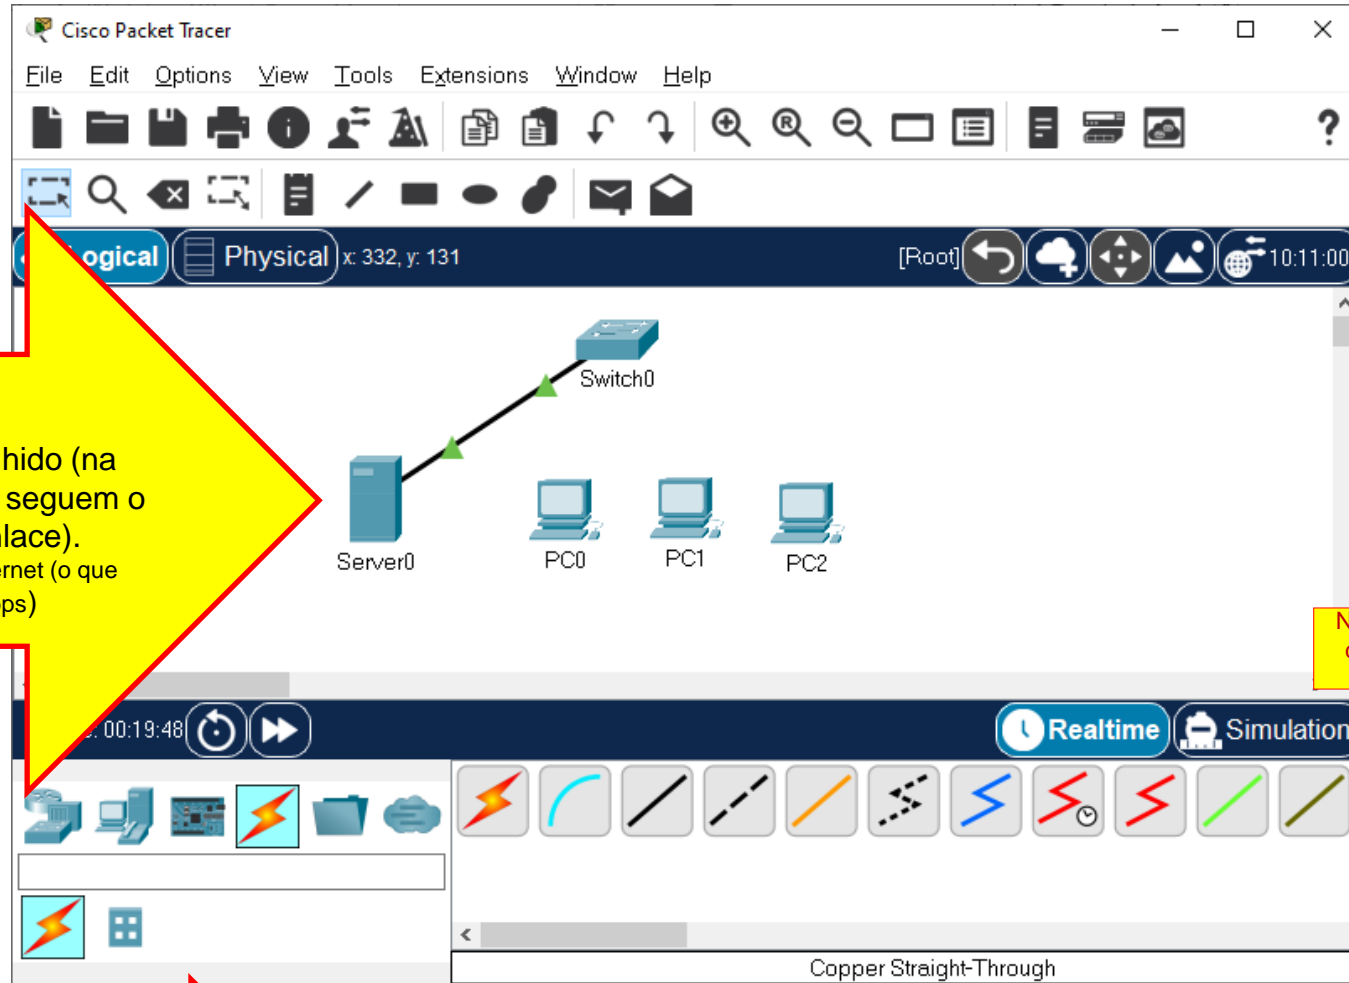 Cisco Packet Tracer
File Edit Options View Tools Extensions Window Help
Logical Physical x: 332, y: 131 [Root] 10:11:00
Switch0
Server0
PC0
PC1
PC2
hido (na
seguem o
lace).
ernet (o que
ps)
N
: 00:19:48 Realtime Simulation
Copper Straight-Through